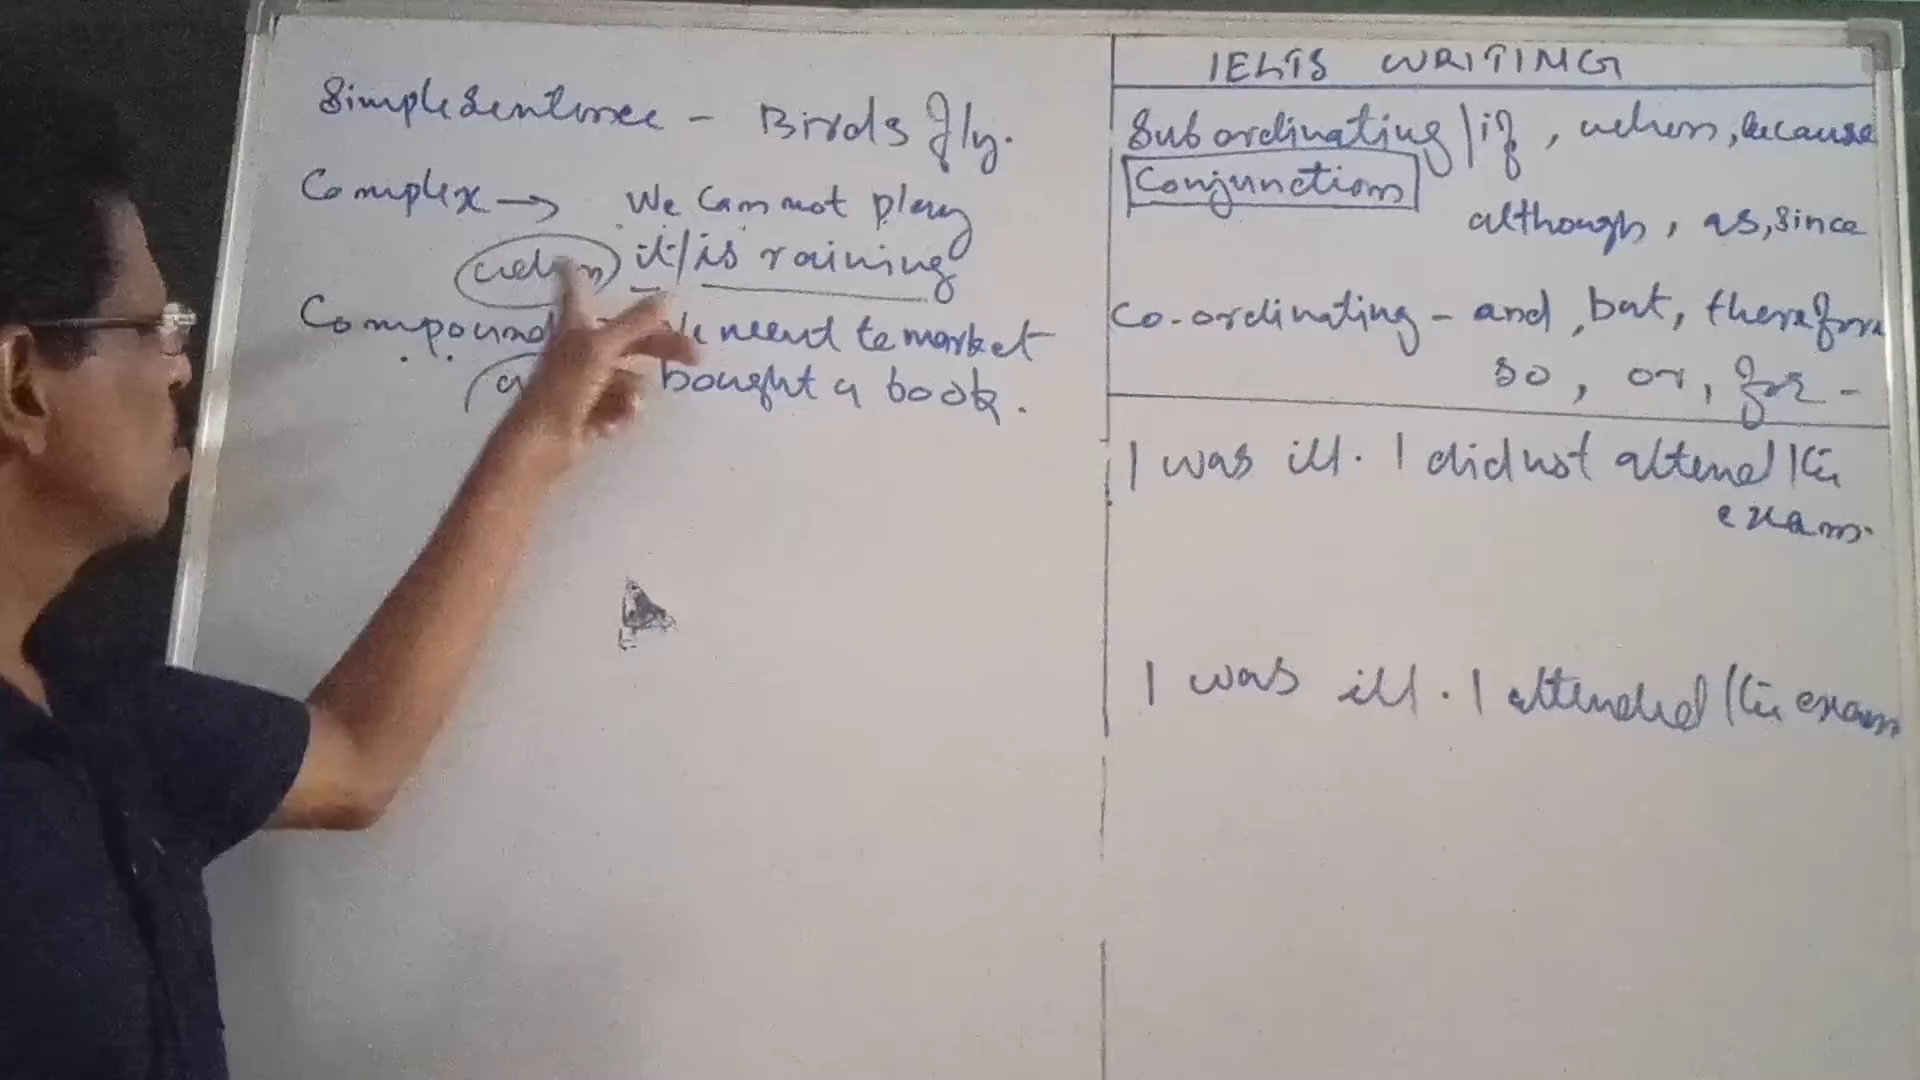 Simple Sentence - Birds fly.
Complex → We cannot play
when it/is raining
Compound We went to market
bought a book.
IELTS WRITING
Subordinating / if, when, because
Conjunctions
although, as, since
Co-ordinating - and, but, therefore
so, or, for -
I was ill. I did not attend the
exam.
I was ill. I attended the exam